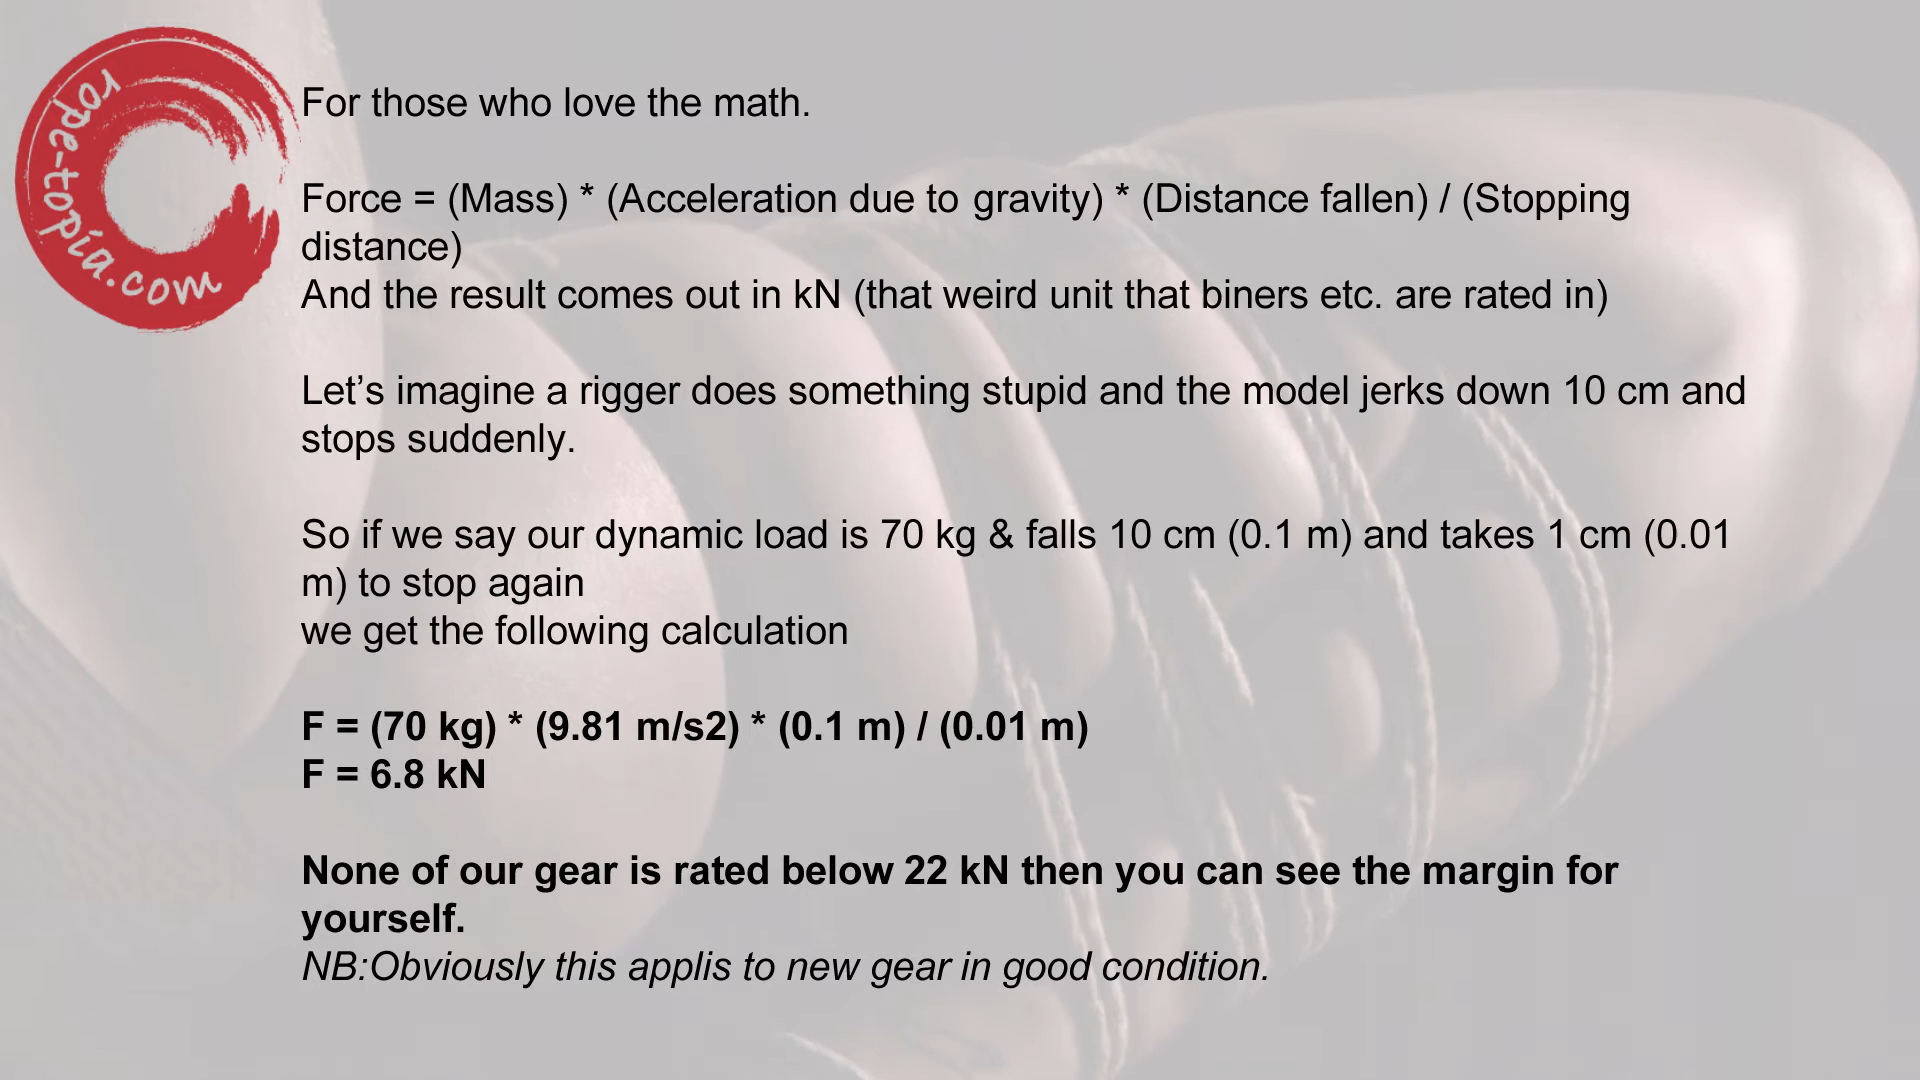 rope-topia.com
For those who love the math.
Force = (Mass) * (Acceleration due to gravity) * (Distance fallen) / (Stopping
distance)
And the result comes out in kN (that weird unit that biners etc. are rated in)
Let’s imagine a rigger does something stupid and the model jerks down 10 cm and
stops suddenly.
So if we say our dynamic load is 70 kg & falls 10 cm (0.1 m) and takes 1 cm (0.01
m) to stop again
we get the following calculation
F = (70 kg) * (9.81 m/s2) * (0.1 m) / (0.01 m)
F = 6.8 kN
None of our gear is rated below 22 kN then you can see the margin for
yourself.
NB:Obviously this applis to new gear in good condition.